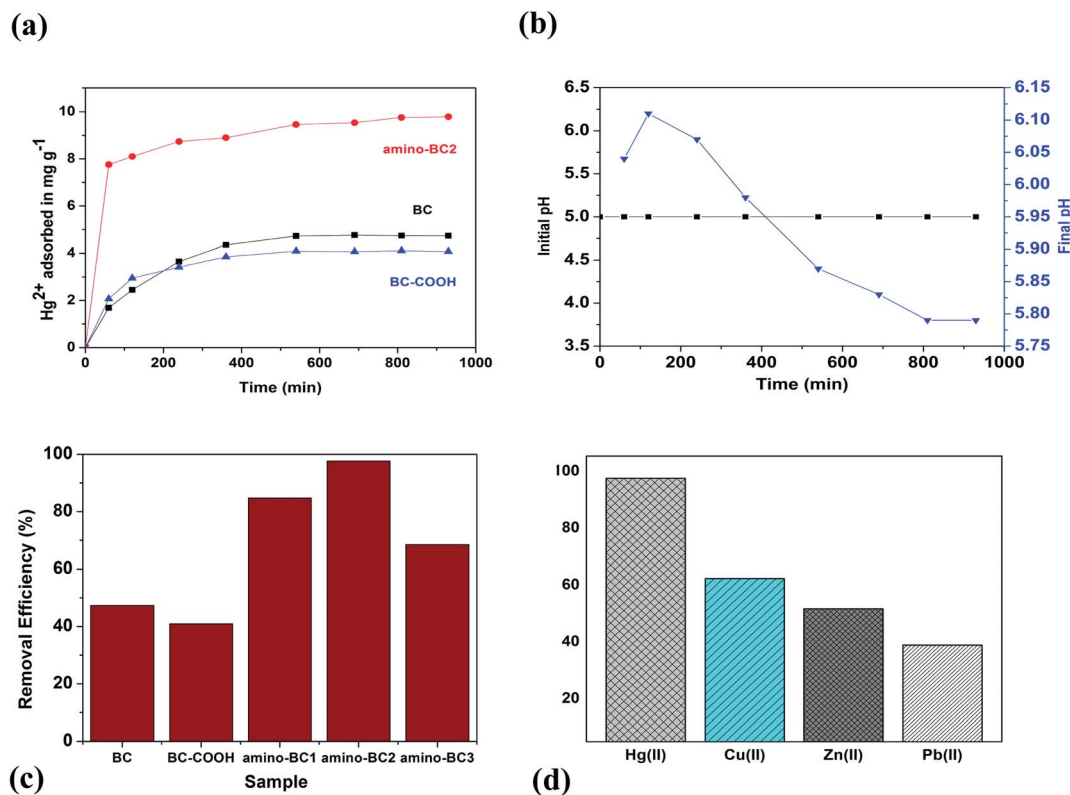 (a)
Hg2+ adsorbed in mg g-1
10
8
6
4
2
0
amino-BC2
BC
BC-COOH
0 200 400 600 800 1000
Time (min)
(b)
Initial pH
6.5
6.0
5.5
5.0
4.5
4.0
3.5
6.15
6.10
6.05
6.00
5.95
5.90
5.85
5.80
5.75
Final pH
0 200 400 600 800 1000
Time (min)
Removal Efficiency (%)
100
80
60
40
20
0
BC BC-COOH amino-BC1 amino-BC2 amino-BC3
Sample
(c)
100
80
60
40
20
Hg(II) Cu(II) Zn(II) Pb(II)
(d)